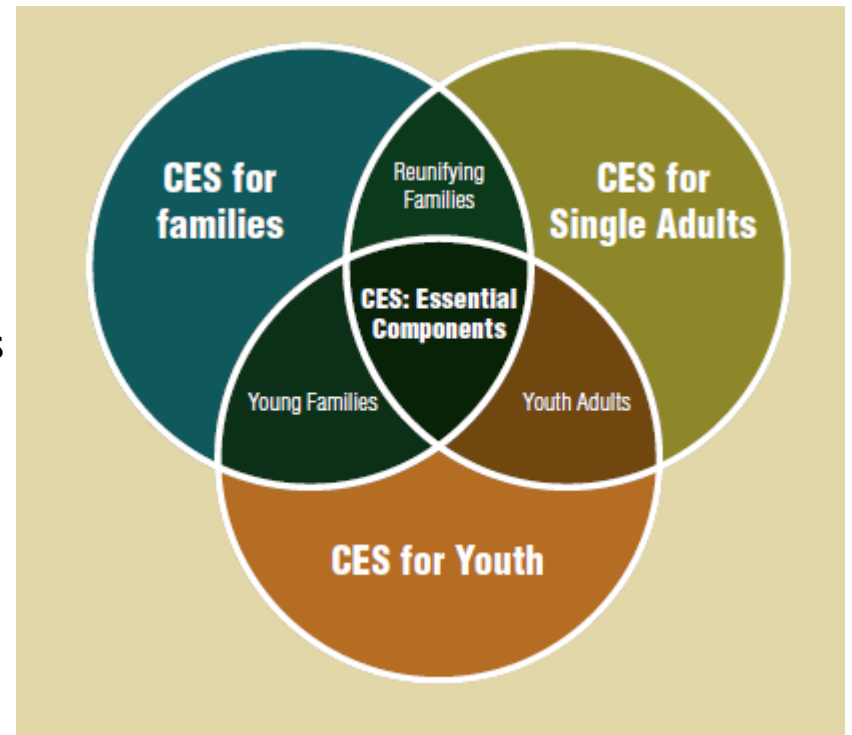 CES for
families
Reunifying
Families
CES for
Single Adults
CES: Essential
Components
s
Young Families
Youth Adults
CES for Youth